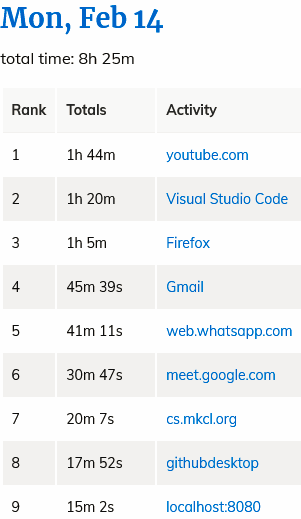 Mon, Feb 14
total time: 8h 25m
Rank Totals Activity
1 1h 44m youtube.com
2 1h 20m Visual Studio Code
3 1h 5m Firefox
4 45m 39s Gmail
5 41m 11s web.whatsapp.com
6 30m 47s meet.google.com
7 20m 7s cs.mkcl.org
8 17m 52s githubdesktop
9 15m 2s localhost:8080